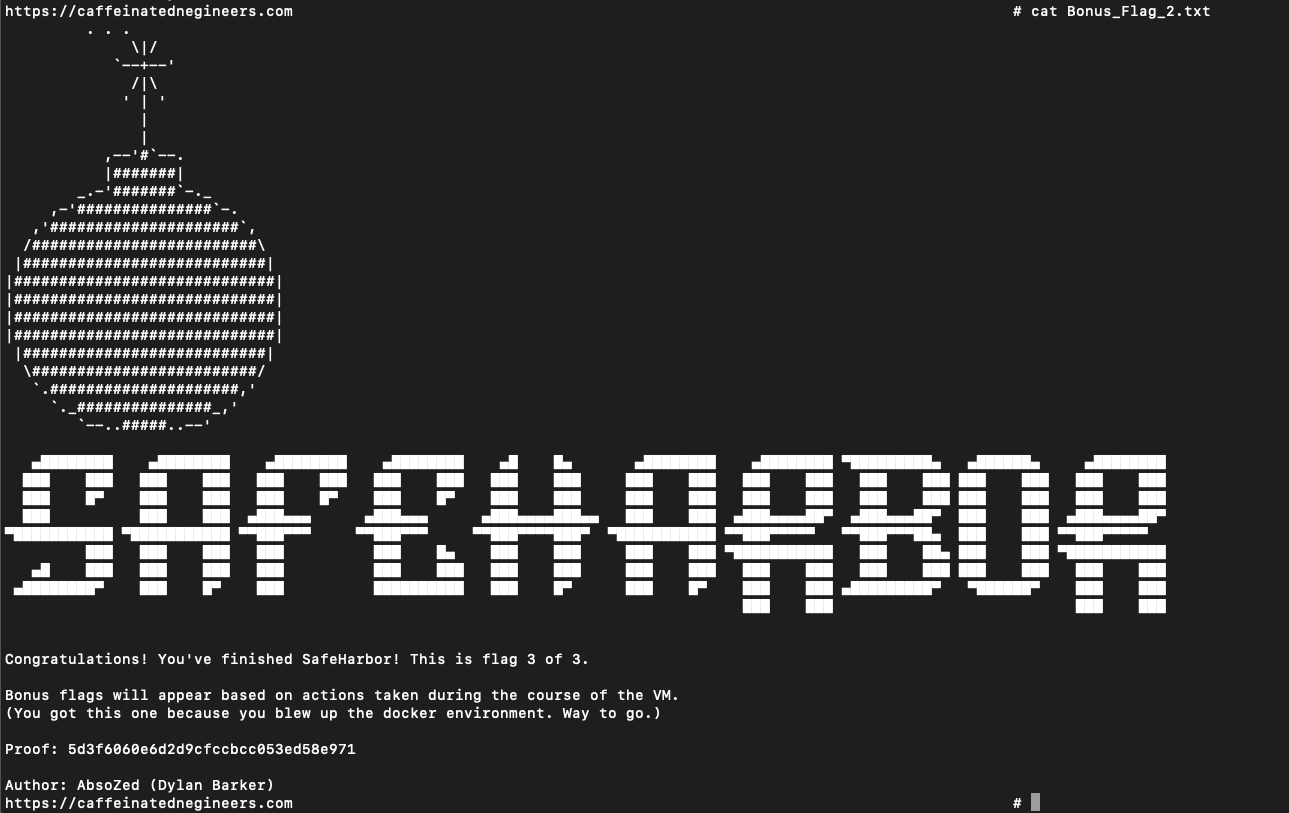 https://caffeinatednegineers.com # cat Bonus_Flag_2.txt
SAFEHARBOR
Congratulations! You've finished SafeHarbor! This is flag 3 of 3.
Bonus flags will appear based on actions taken during the course of the VM.
(You got this one because you blew up the docker environment. Way to go.)
Proof: 5d3f6060e6d2d9cfccbcc053ed58e971
Author: AbsoZed (Dylan Barker)
https://caffeinatednegineers.com #